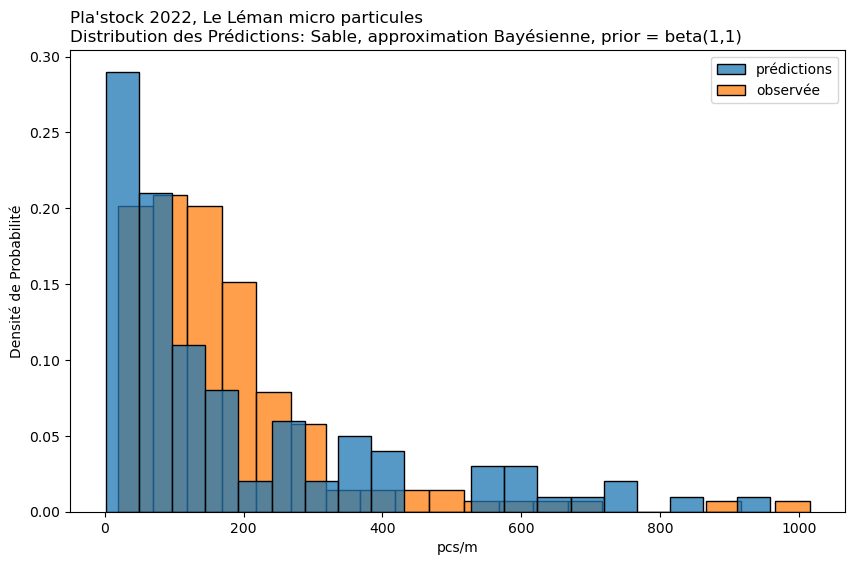 Pla'stock 2022, Le Léman micro particules
Distribution des Prédictions: Sable, approximation Bayésienne, prior = beta(1,1)
prédictions
observée
Densité de Probabilité
0.30
0.25
0.20
0.15
0.10
0.05
0.00
0
200
400
600
800
1000
pcs/m